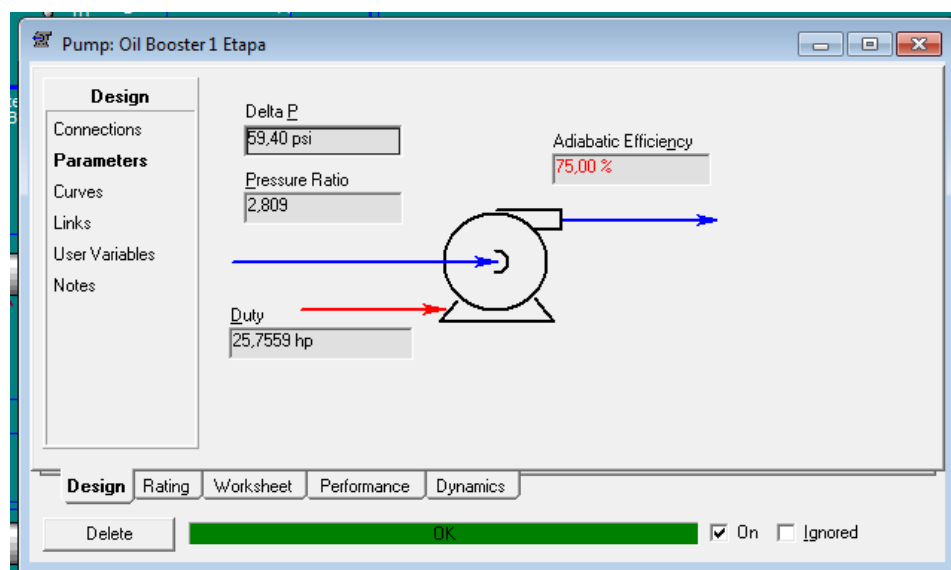 Pump: Oil Booster 1 Etapa
Design
Connections
Parameters
Curves
Links
User Variables
Notes
Delta P
59,40 psi
Pressure Ratio
2,809
Adiabatic Efficiency
75,00 %
Duty
25,7559 hp
Design Rating Worksheet Performance Dynamics
Delete OK On Ignored